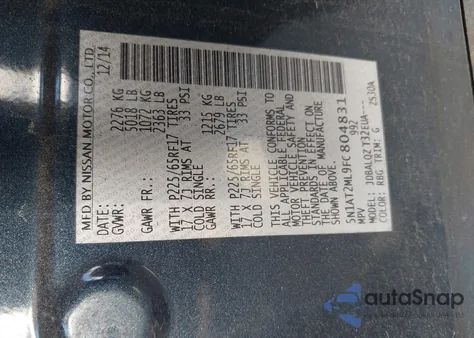 MFD BY NISSAN MOTOR CO.,LTD.
DATE: 12/14
GVWR: 2276 KG
5018 LB
GAWR FR: 1072 KG
2363 LB
WITH P225/65RF17 TIRES
17 X 7J RIMS AT 33 PSI
COLD SINGLE
GAWR RR: 1215 KG
2679 LB
WITH P225/65RF17 TIRES
17 X 7J RIMS AT 33 PSI
COLD SINGLE
THIS VEHICLE CONFORMS TO
ALL APPLICABLE FEDERAL
MOTOR VEHICLE SAFETY AND
THEFT PREVENTION
STANDARDS IN EFFECT ON
THE DATE OF MANUFACTURE
SHOWN ABOVE.
5N1AT2ML9FC804831
992
MPV
MODEL:
COLOR: RBG TRIM: G
autoSnap